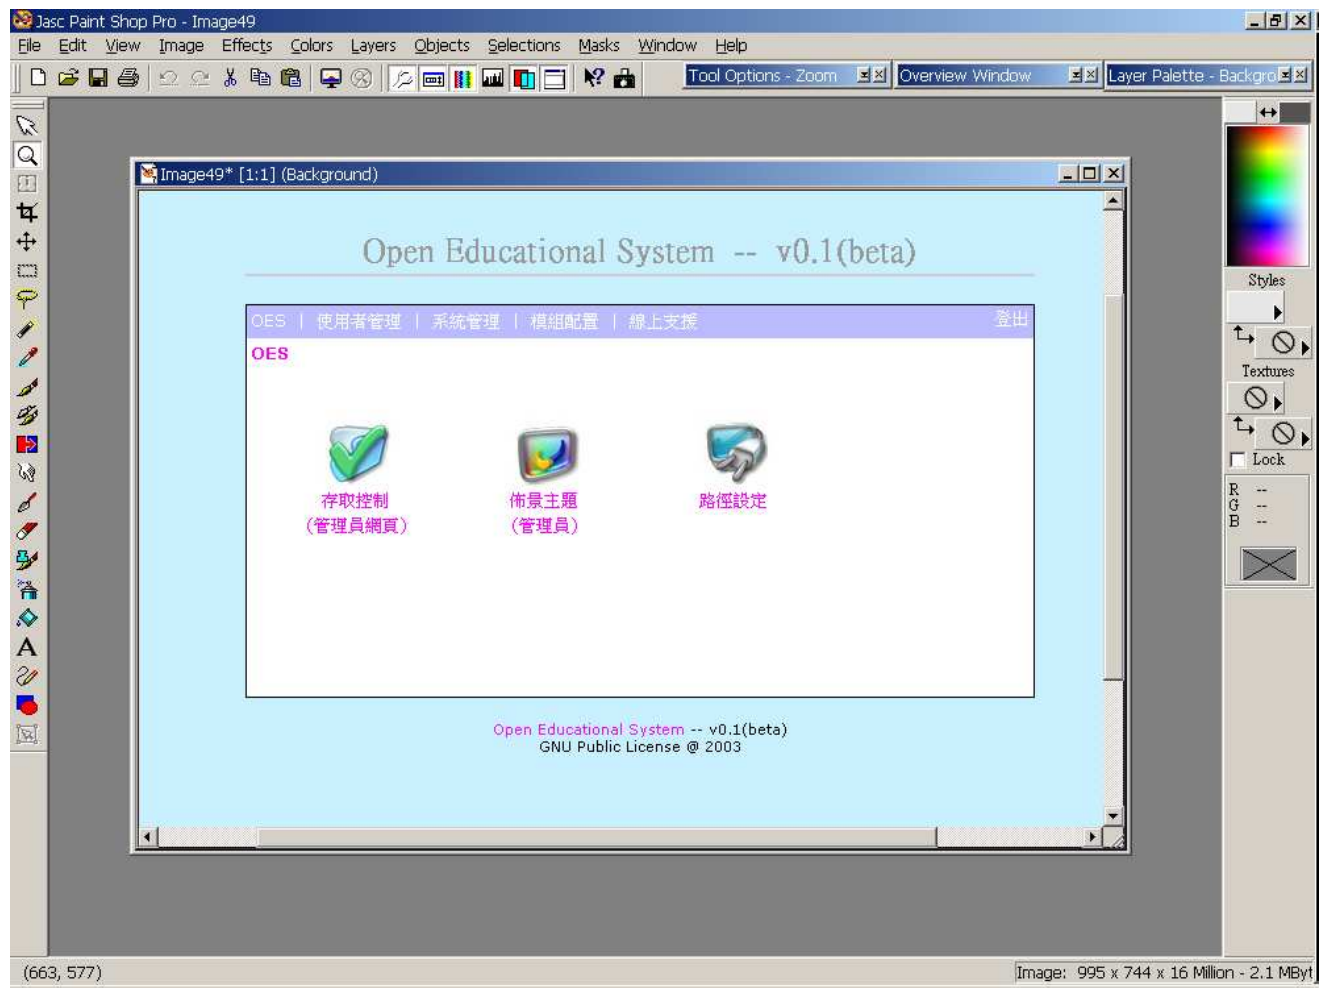 Jasc Paint Shop Pro - Image49
File Edit View Image Effects Colors Layers Objects Selections Masks Window Help
Tool Options - Zoom
Overview Window
Layer Palette - Backgro
Image49* [1:1] (Background)
Open Educational System -- v0.1(beta)
OES | 使用者管理 | 系統管理 | 模組配置 | 線上支援
登出
OES
存取控制
(管理員網頁)
佈景主題
(管理員)
路徑設定
Open Educational System -- v0.1(beta)
GNU Public License @ 2003
Styles
Textures
Lock
R --
G --
B --
(663, 577)
Image: 995 x 744 x 16 Million - 2.1 MByt